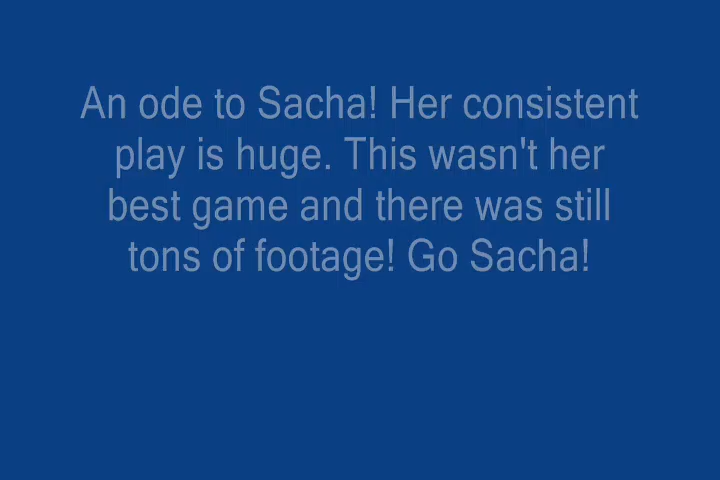 An ode to Sacha! Her consistent
play is huge. This wasn't her
best game and there was still
tons of footage! Go Sacha!